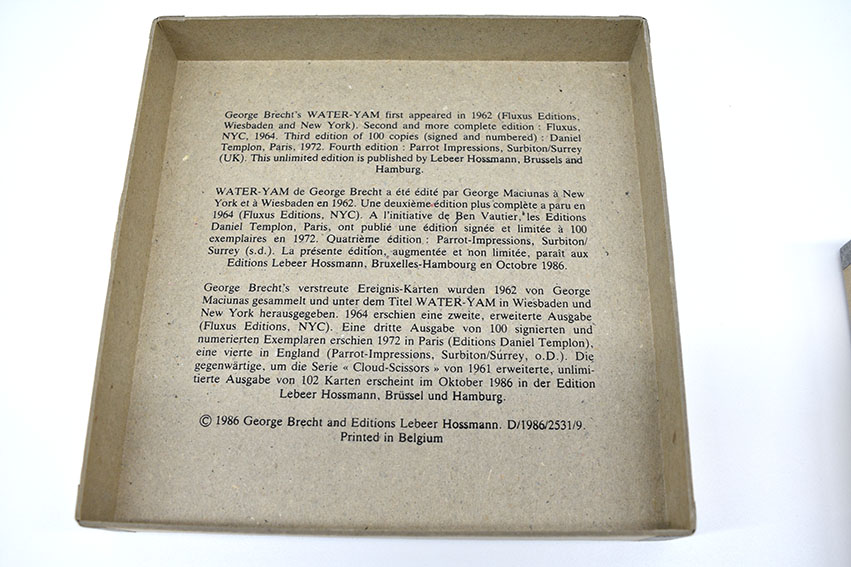 George Brecht's WATER-YAM first appeared in 1962 (Fluxus Editions,
Wiesbaden and New York). Second and more complete edition : Fluxus,
NYC, 1964. Third edition of 100 copies (signed and numbered) : Daniel
Templon, Paris, 1972. Fourth edition : Parrot Impressions, Surbiton/Surrey
(UK). This unlimited edition is published by Lebeer Hossmann, Brussels and
Hamburg.
WATER-YAM de George Brecht a été édité par George Maciunas à New
York et à Wiesbaden en 1962. Une deuxième édition plus complète a paru en
1964 (Fluxus Editions, NYC). A l'initiative de Ben Vautier, les Editions
Daniel Templon, Paris, ont publié une édition signée et limitée à 100
exemplaires en 1972. Quatrième édition : Parrot-Impressions, Surbiton/
Surrey (s.d.). La présente édition, augmentée et non limitée, paraît aux
Editions Lebeer Hossmann, Bruxelles-Hambourg en Octobre 1986.
George Brecht's verstreute Ereignis-Karten wurden 1962 von George
Maciunas gesammelt und unter dem Titel WATER-YAM in Wiesbaden und
New York herausgegeben. 1964 erschien eine zweite, erweiterte Ausgabe
(Fluxus Editions, NYC). Eine dritte Ausgabe von 100 signierten und
numerierten Exemplaren erschien 1972 in Paris (Editions Daniel Templon),
eine vierte in England (Parrot-Impressions, Surbiton/Surrey, o.D.). Die
gegenwärtige, um die Serie « Cloud-Scissors » von 1961 erweiterte, unlimi-
tierte Ausgabe von 102 Karten erscheint im Oktober 1986 in der Edition
Lebeer Hossmann, Brüssel und Hamburg.
© 1986 George Brecht and Editions Lebeer Hossmann. D/1986/2531/9.
Printed in Belgium